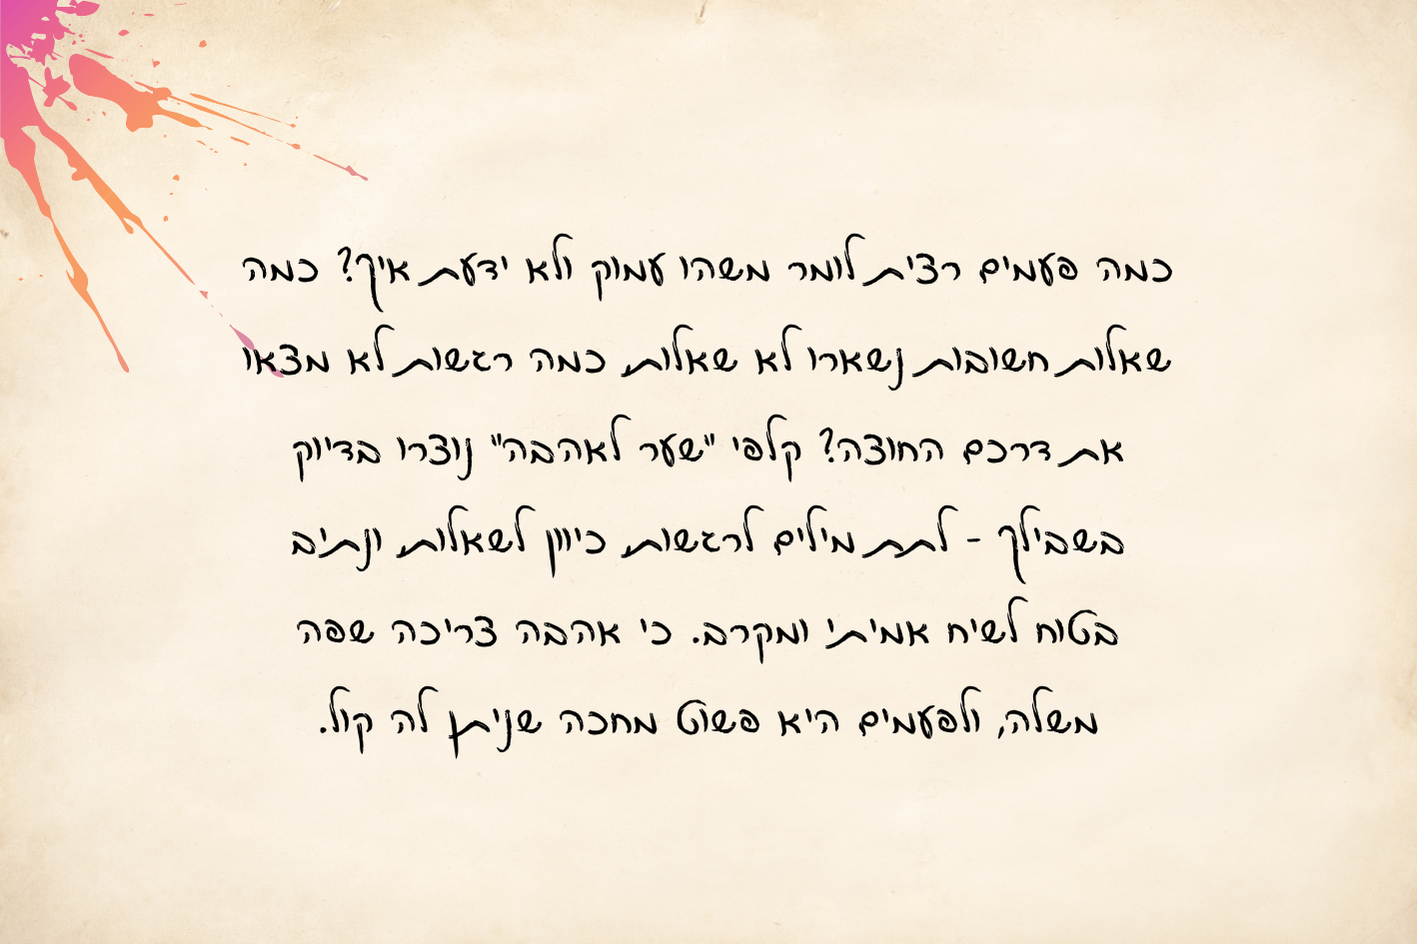 כמה פעמים רצית לומר משהו עמוק ולא ידעת איך? כמה
שאלות חשובות נשארו לא שאלות, כמה רגשות לא מצאו
את דרכם החוצה? קלפי "שער לאהבה" נוצרו בדיוק
בשבילך - לתת מילים לרגשות, כיוון לשאלות, ונתיב
בטוח לשיח אמיתי ומקרב. כי אהבה צריכה שפה
משלה, ולפעמים היא פשוט מחכה שניתן לה קול.